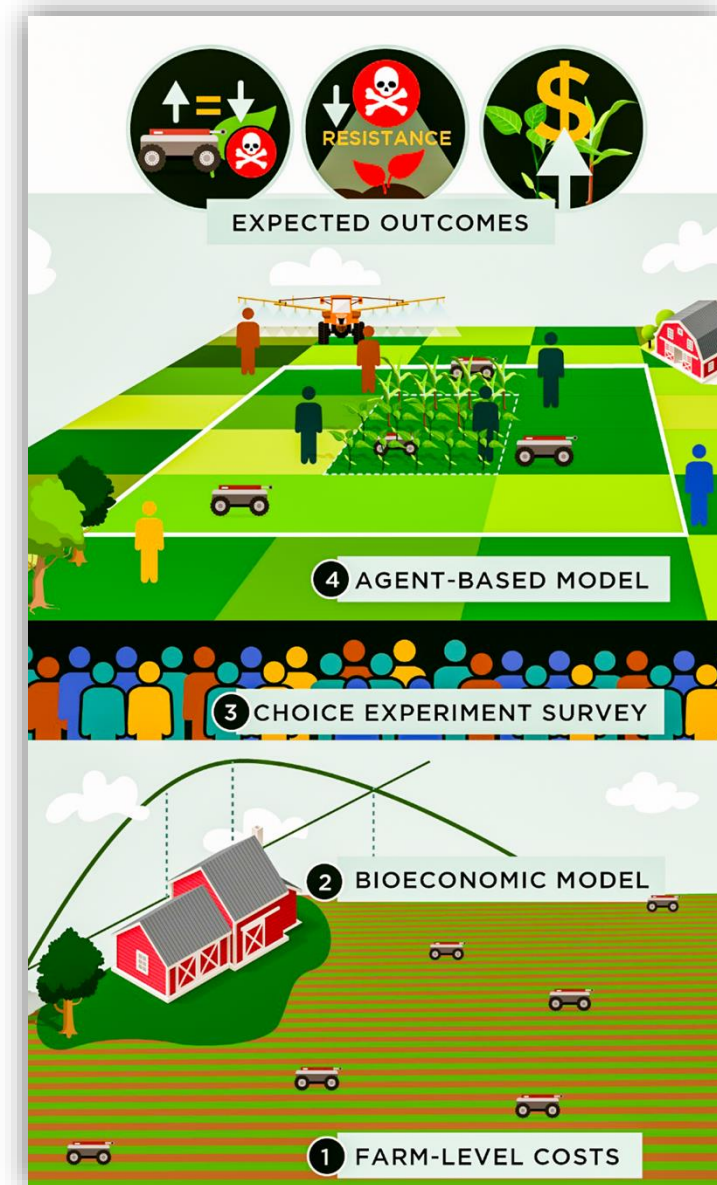 RESISTANCE
$
EXPECTED OUTCOMES
4 AGENT-BASED MODEL
3 CHOICE EXPERIMENT SURVEY
2 BIOECONOMIC MODEL
1 FARM-LEVEL COSTS